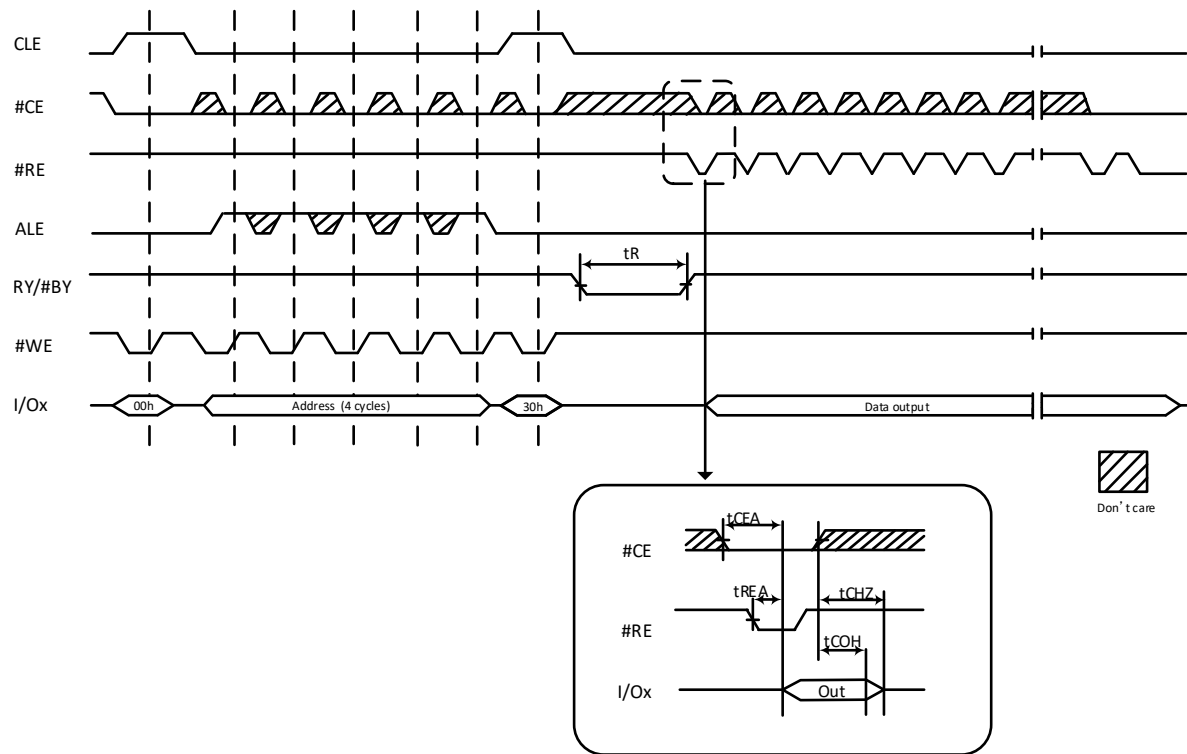 CLE
#CE
#RE
ALE
tR
RY/#BY
#WE
I/Ox
00h
Address (4 cycles)
30h
Data output
Don't care
tCEA
#CE
tREA
tCHZ
#RE
tCOH
I/Ox
Out